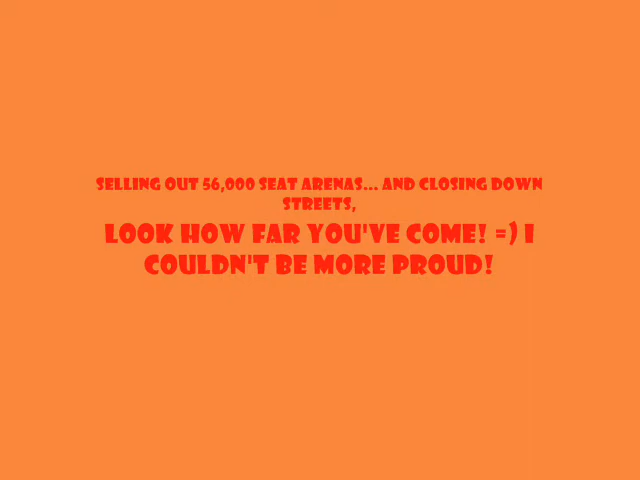 SELLING OUT 56,000 SEAT ARENAS... AND CLOSING DOWN
STREETS,
LOOK HOW FAR YOU'VE COME! =) I
COULDN'T BE MORE PROUD!